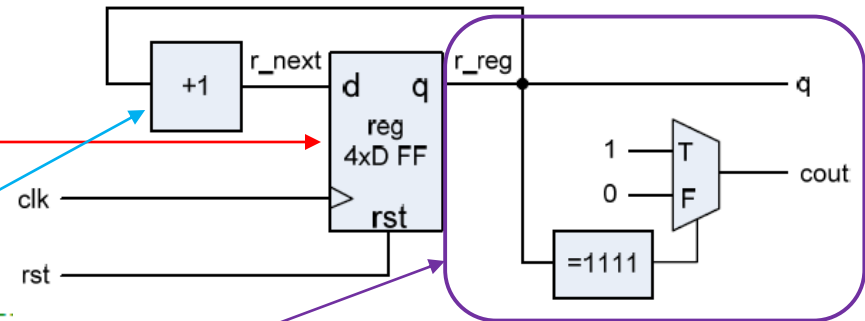 +1
r_next
d
q
r_reg
q
reg
4xD FF
1
T
cout
clk
0
F
rst
=1111
rst